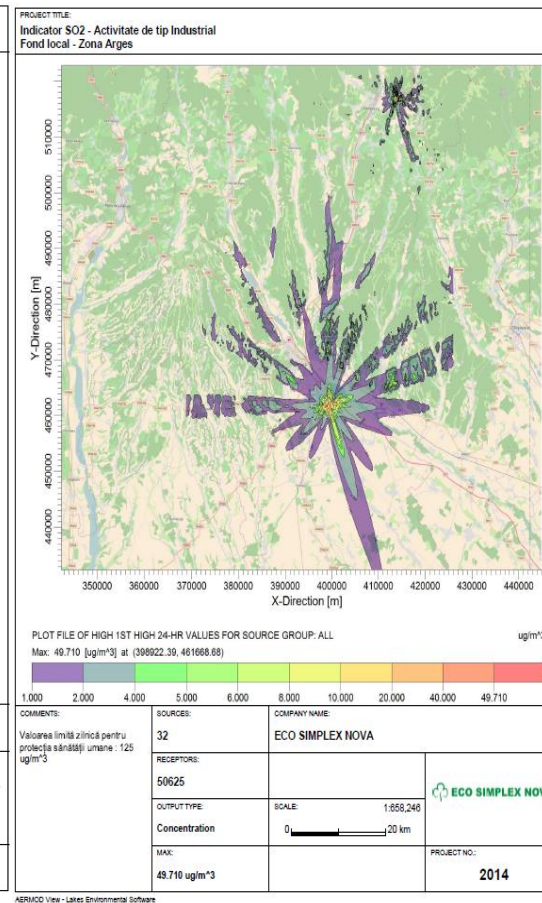 PROJECT TITLE:
Indicator SO2 - Activitate de tip Industrial
Fond local - Zona Arges
Y-Direction [m]
510000
500000
490000
480000
470000
460000
450000
440000
350000 360000 370000 380000 390000 400000 410000 420000 430000 440000
X-Direction [m]
PLOT FILE OF HIGH 1ST HIGH 24-HR VALUES FOR SOURCE GROUP: ALL
ug/m^3
Max: 49.710 [ug/m^3] at (398922.39, 461668.68)
1.000 2.000 4.000 5.000 6.000 8.000 10.000 20.000 40.000 49.710
COMMENTS:
Valoarea limită zilnică pentru
protecția sănătății umane : 125
ug/m^3
SOURCES:
32
COMPANY NAME:
ECO SIMPLEX NOVA
RECEPTORS:
50625
ECO SIMPLEX NOV
OUTPUT TYPE:
Concentration
SCALE: 1:658,246
0 20 km
MAX:
49.710 ug/m^3
PROJECT NO.:
2014
AERMOD View - Lakes Environmental Software